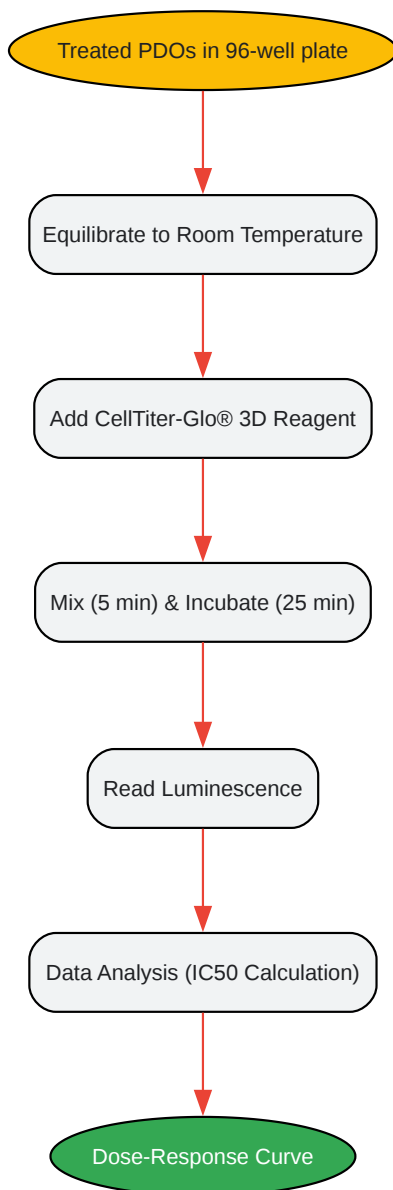 Treated PDOs in 96-well plate
Equilibrate to Room Temperature
Add CellTiter-Glo® 3D Reagent
Mix (5 min) & Incubate (25 min)
Read Luminescence
Data Analysis (IC50 Calculation)
Dose-Response Curve